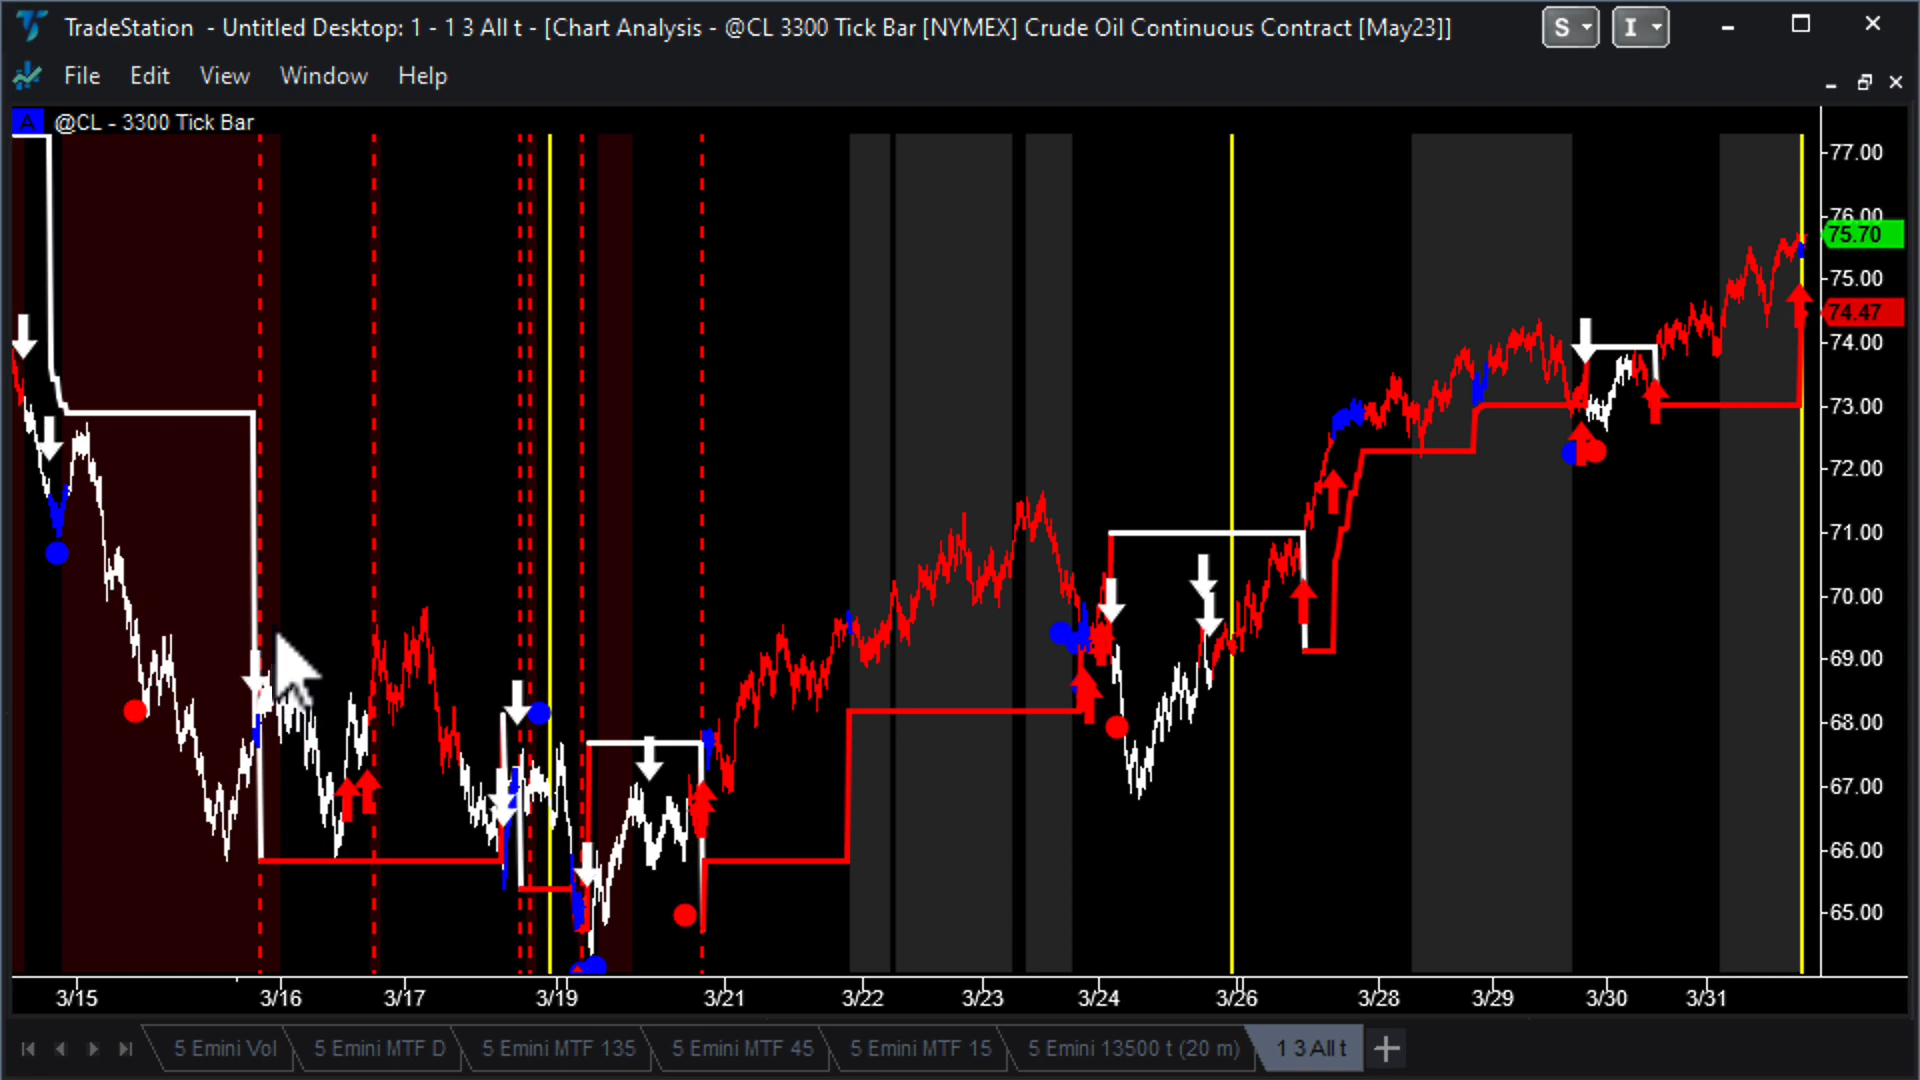 TradeStation - Untitled Desktop: 1 - 1 3 All t - [Chart Analysis - @CL 3300 Tick Bar [NYMEX] Crude Oil Continuous Contract [May23]]
S I
File Edit View Window Help
A @CL - 3300 Tick Bar
77.00
76.00
75.70
75.00
74.47
74.00
73.00
72.00
71.00
70.00
69.00
68.00
67.00
66.00
65.00
3/15 3/16 3/17 3/19 3/21 3/22 3/23 3/24 3/26 3/28 3/29 3/30 3/31
5 Emini Vol 5 Emini MTF D 5 Emini MTF 135 5 Emini MTF 45 5 Emini MTF 15 5 Emini 13500 t (20 m) 1 3 All t